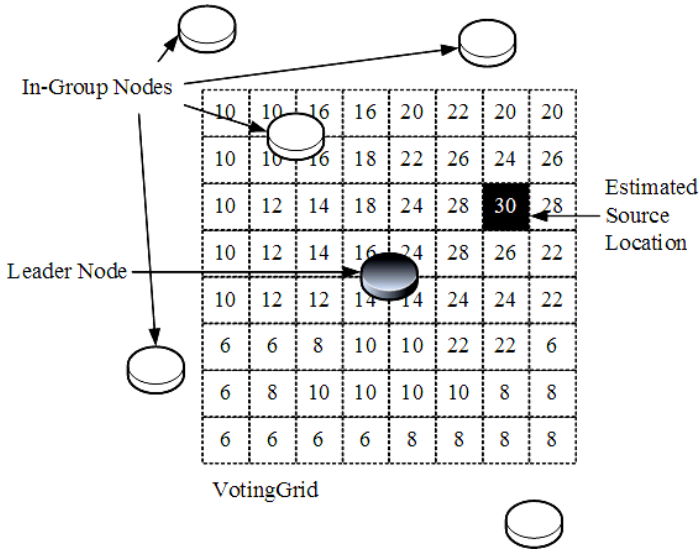 In-Group Nodes
10 10 16 16 20 22 20 20
10 10 16 18 22 26 24 26
10 12 14 18 24 28 30 28
Estimated
Source
Location
10 12 14 16 24 28 26 22
Leader Node
10 12 12 14 14 24 24 22
6 6 8 10 10 22 22 6
6 8 10 10 10 10 8 8
6 6 6 6 8 8 8 8
VotingGrid